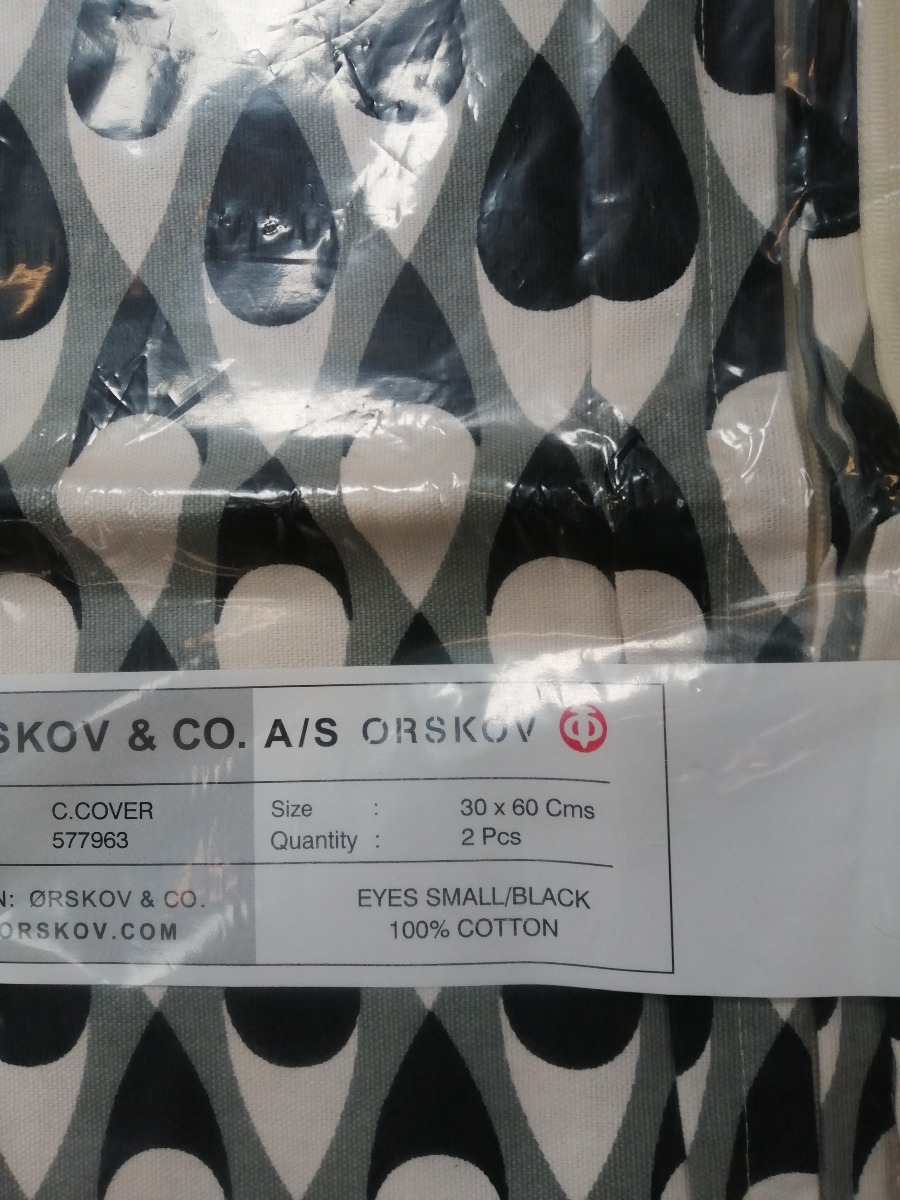 SKOV & CO. A/S ORSKOV
C.COVER
577963
Size : 30 x 60 Cms
Quantity : 2 Pcs
N: ØRSKOV & CO.
ORSKOV.COM
EYES SMALL/BLACK
100% COTTON